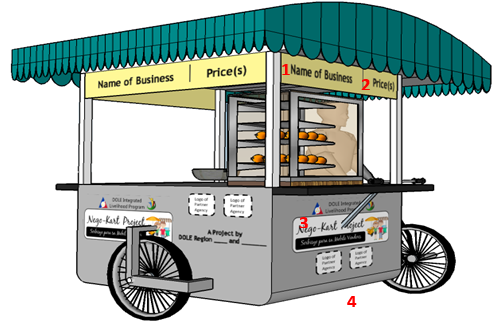 Name of Business | Price(s)
1 Name of Business
2 Price(s)
DOLE Integrated
Livelihood Program
Nego-Kart Project
Logo of
Partner
Agency
Logo of
Partner
Agency
A Project by
DOLE Region ____ and ____
DOLE Integrated
Livelihood Program
3
Nego-Kart Project
Logo of
Partner
Agency
Logo of
Partner
Agency
4